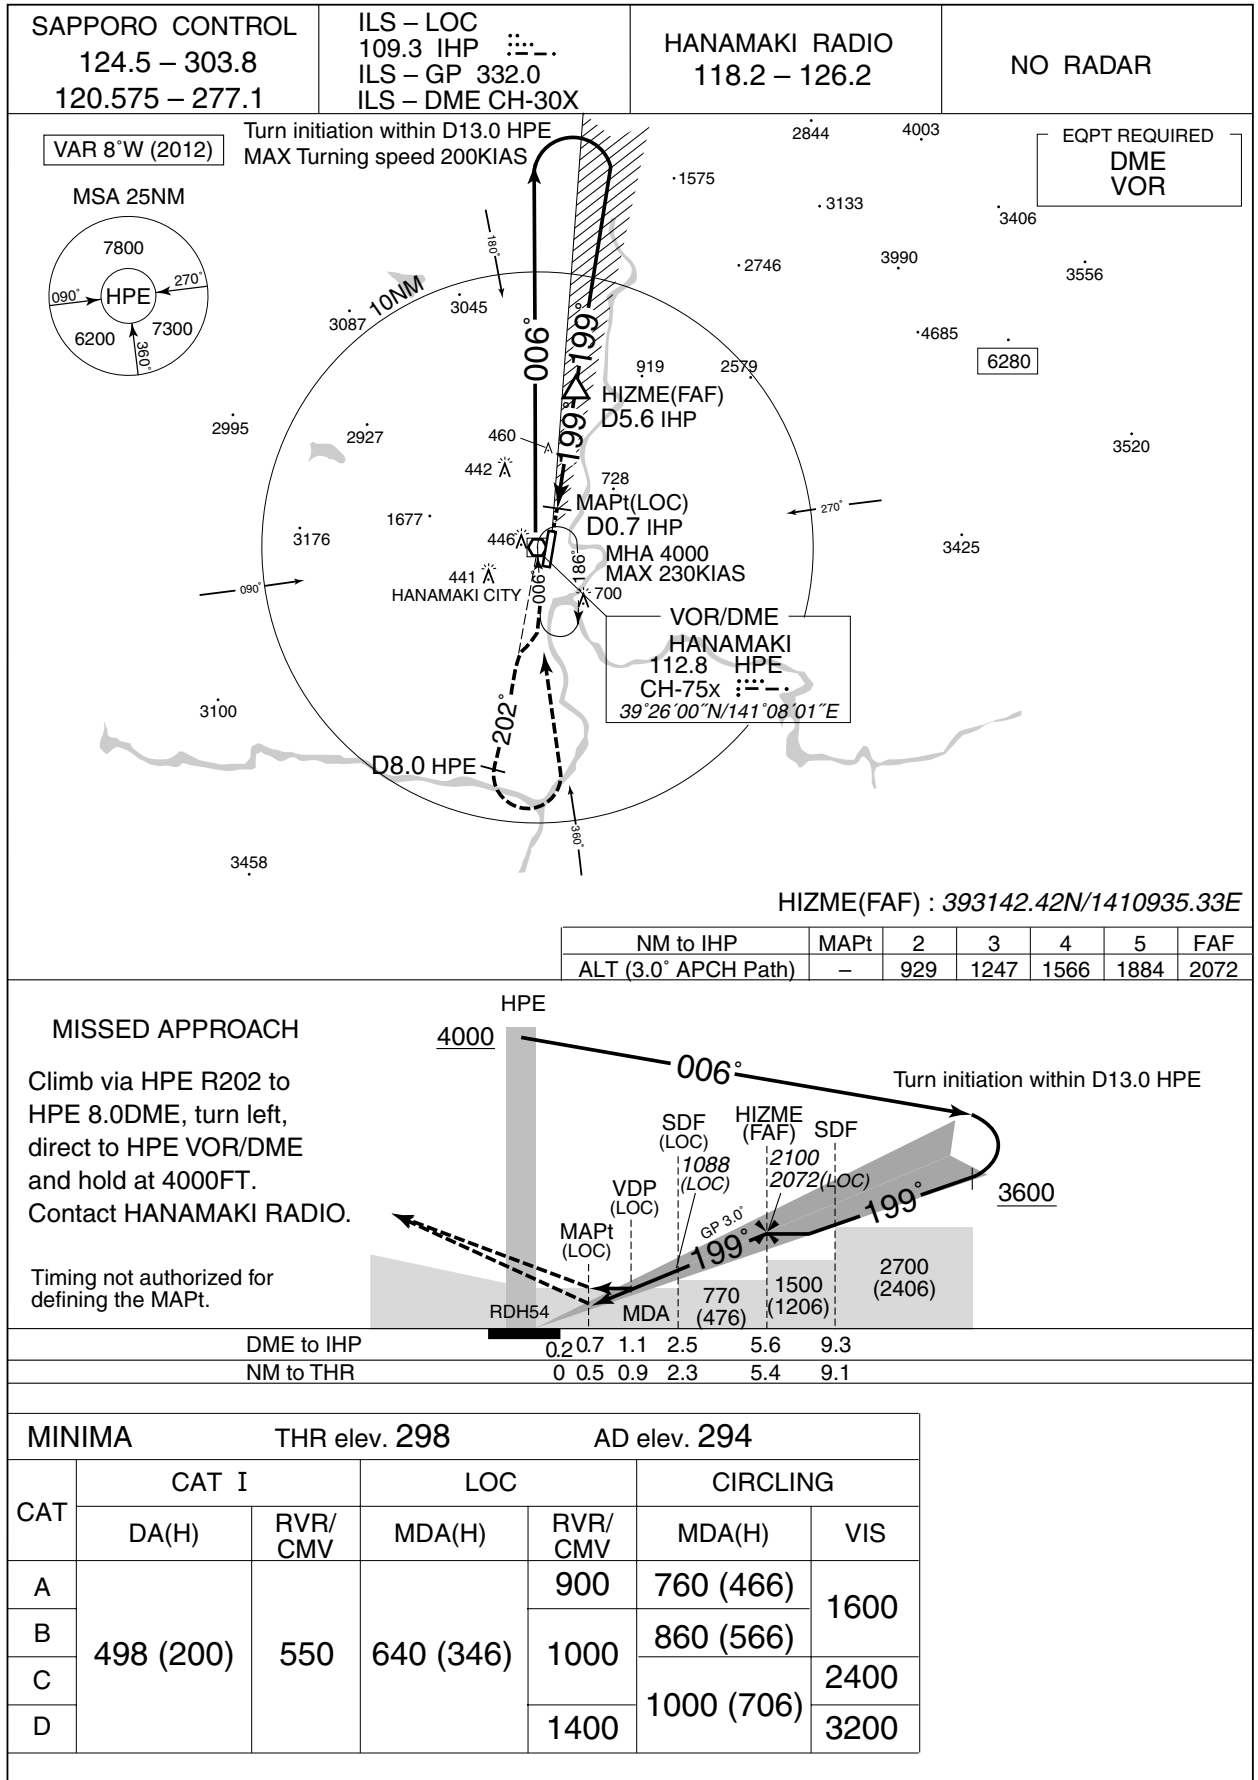 SAPPORO CONTROL
124.5 – 303.8
120.575 – 277.1
ILS – LOC
109.3 IHP
ILS – GP 332.0
ILS – DME CH-30X
HANAMAKI RADIO
118.2 – 126.2
NO RADAR
VAR 8°W (2012)
Turn initiation within D13.0 HPE
MAX Turning speed 200KIAS
EQPT REQUIRED
DME
VOR
MSA 25NM
7800
090°
HPE
270°
6200
7300
360°
2844
4003
1575
3133
3406
180°
2746
3990
3556
10NM
3045
3087
006°
199°
4685
6280
919
2579
HIZME(FAF)
D5.6 IHP
199°
2995
2927
460
3520
442
728
MAPt(LOC)
D0.7 IHP
1677
270°
3176
446
MHA 4000
MAX 230KIAS
3425
441
HANAMAKI CITY
006°
186°
700
090°
VOR/DME
HANAMAKI
112.8 HPE
CH-75x
39°26´00˝N/141°08´01˝E
3100
202°
D8.0 HPE
360°
3458
HIZME(FAF) : 393142.42N/1410935.33E
NM to IHP MAPt 2 3 4 5 FAF
ALT (3.0° APCH Path) – 929 1247 1566 1884 2072
MISSED APPROACH
Climb via HPE R202 to
HPE 8.0DME, turn left,
direct to HPE VOR/DME
and hold at 4000FT.
Contact HANAMAKI RADIO.
Timing not authorized for
defining the MAPt.
HPE
4000
006°
Turn initiation within D13.0 HPE
SDF
(LOC)
1088
(LOC)
HIZME
(FAF)
2100
2072(LOC)
SDF
VDP
(LOC)
MAPt
(LOC)
GP 3.0°
199°
199°
3600
RDH54
MDA
770
(476)
1500
(1206)
2700
(2406)
DME to IHP 0.2 0.7 1.1 2.5 5.6 9.3
NM to THR 0 0.5 0.9 2.3 5.4 9.1
MINIMA THR elev. 298 AD elev. 294
CAT CAT I LOC CIRCLING
DA(H) RVR/CMV MDA(H) RVR/CMV MDA(H) VIS
A 900 760 (466) 1600
B 498 (200) 550 640 (346) 1000 860 (566)
C 1000 (706) 2400
D 1400 3200